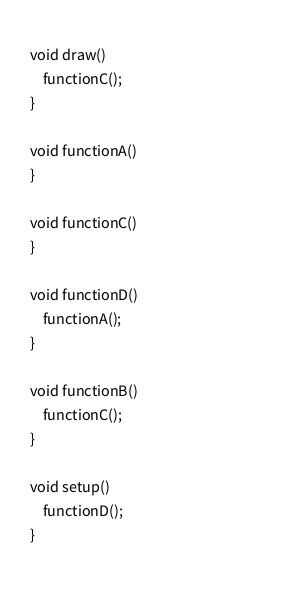 void draw()
    functionC();
}

void functionA()
}

void functionC()
}

void functionD()
    functionA();
}

void functionB()
    functionC();
}

void setup()
    functionD();
}